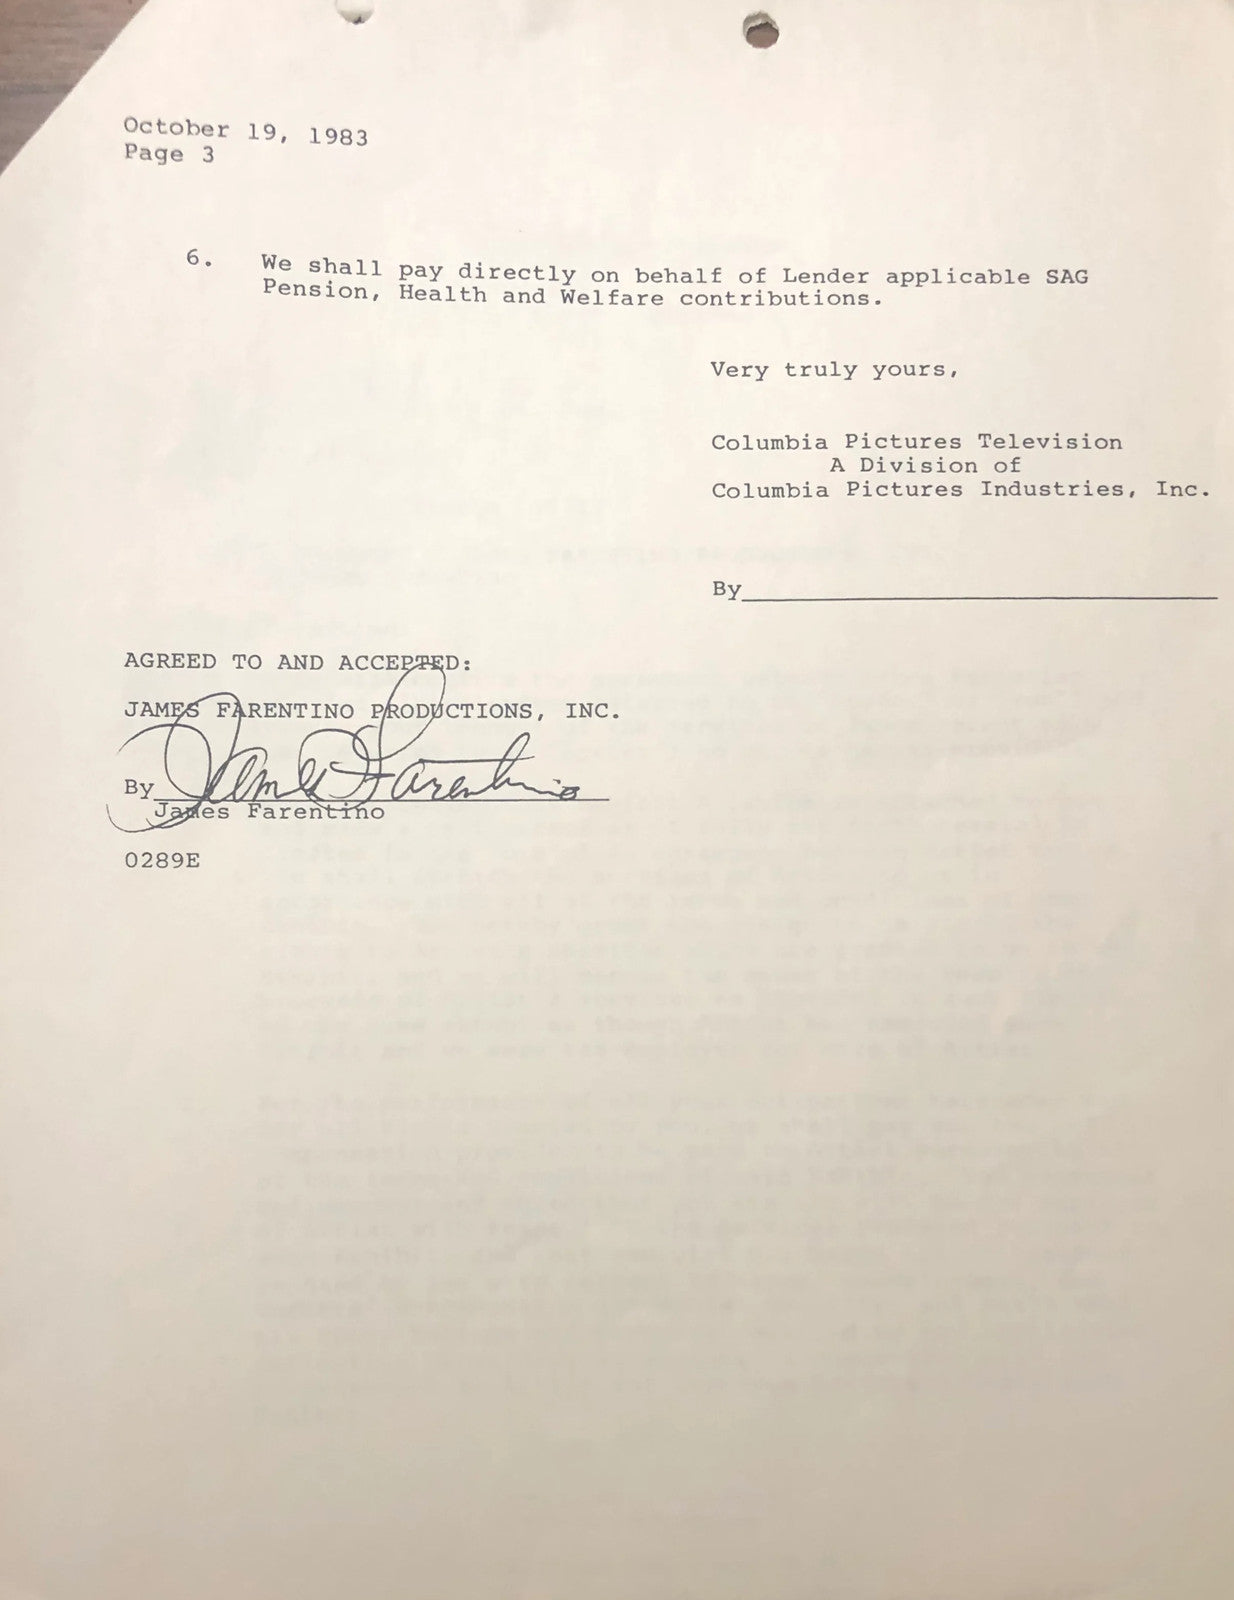 October 19, 1983
Page 3
6. We shall pay directly on behalf of Lender applicable SAG
Pension, Health and Welfare contributions.
Very truly yours,
Columbia Pictures Television
A Division of
Columbia Pictures Industries, Inc.
By
AGREED TO AND ACCEPTED:
JAMES FARENTINO PRODUCTIONS, INC.
James Farentino
By
James Farentino
0289E